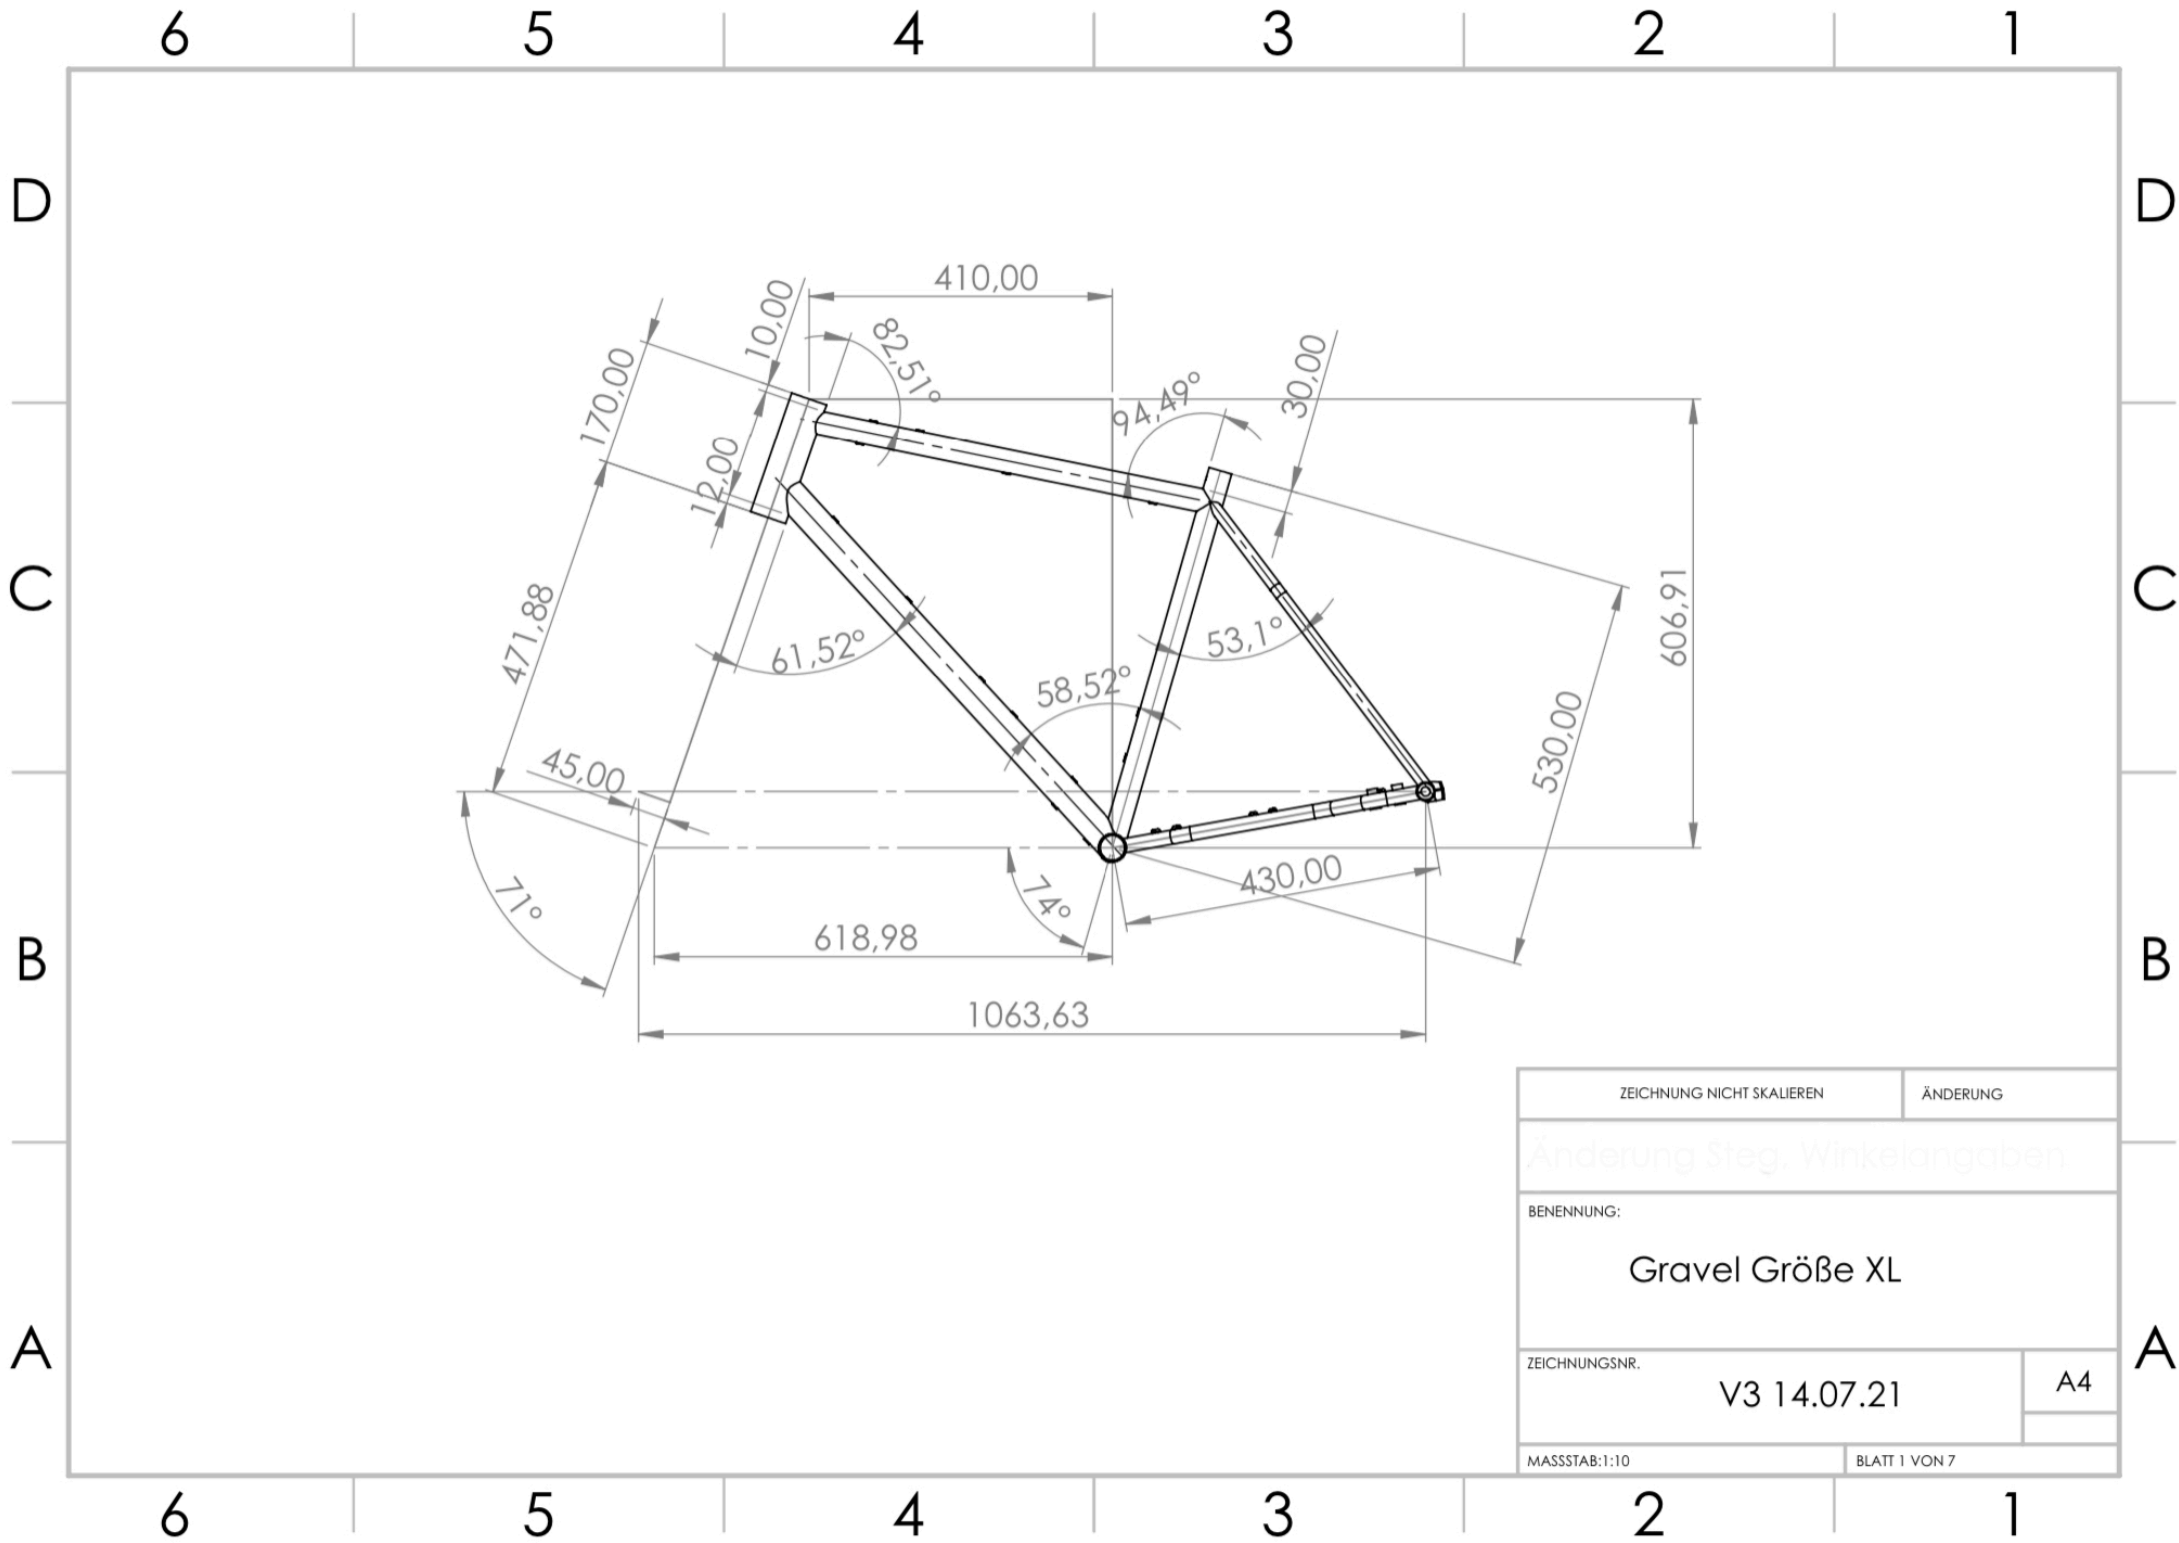 6 5 4 3 2 1
D D
C C
B B
A A
410,00
10,00
82,51°
170,00
12,00
94,49°
30,00
471,88
61,52°
58,52°
53,1°
606,91
530,00
45,00
71°
74°
430,00
618,98
1063,63
ZEICHNUNG NICHT SKALIEREN ÄNDERUNG
Änderung Steg, Winkelangaben
BENENNUNG:
Gravel Größe XL
ZEICHNUNGSNR.
V3 14.07.21 A4
MASSSTAB:1:10 BLATT 1 VON 7
6 5 4 3 2 1